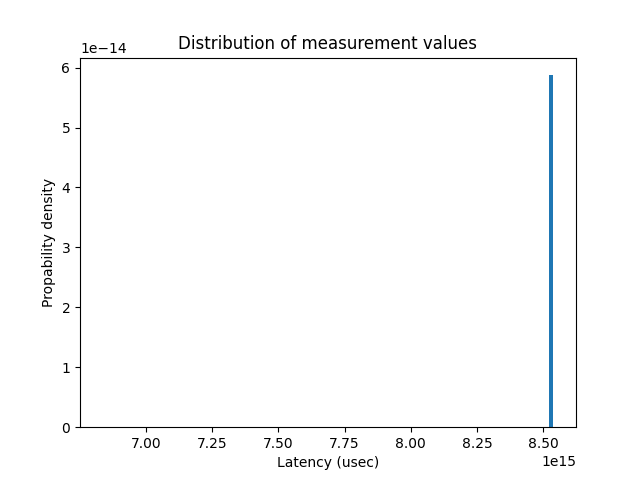 Distribution of measurement values
1e−14
6
5
4
3
2
1
0
Propability density
7.00 7.25 7.50 7.75 8.00 8.25 8.50
1e15
Latency (usec)